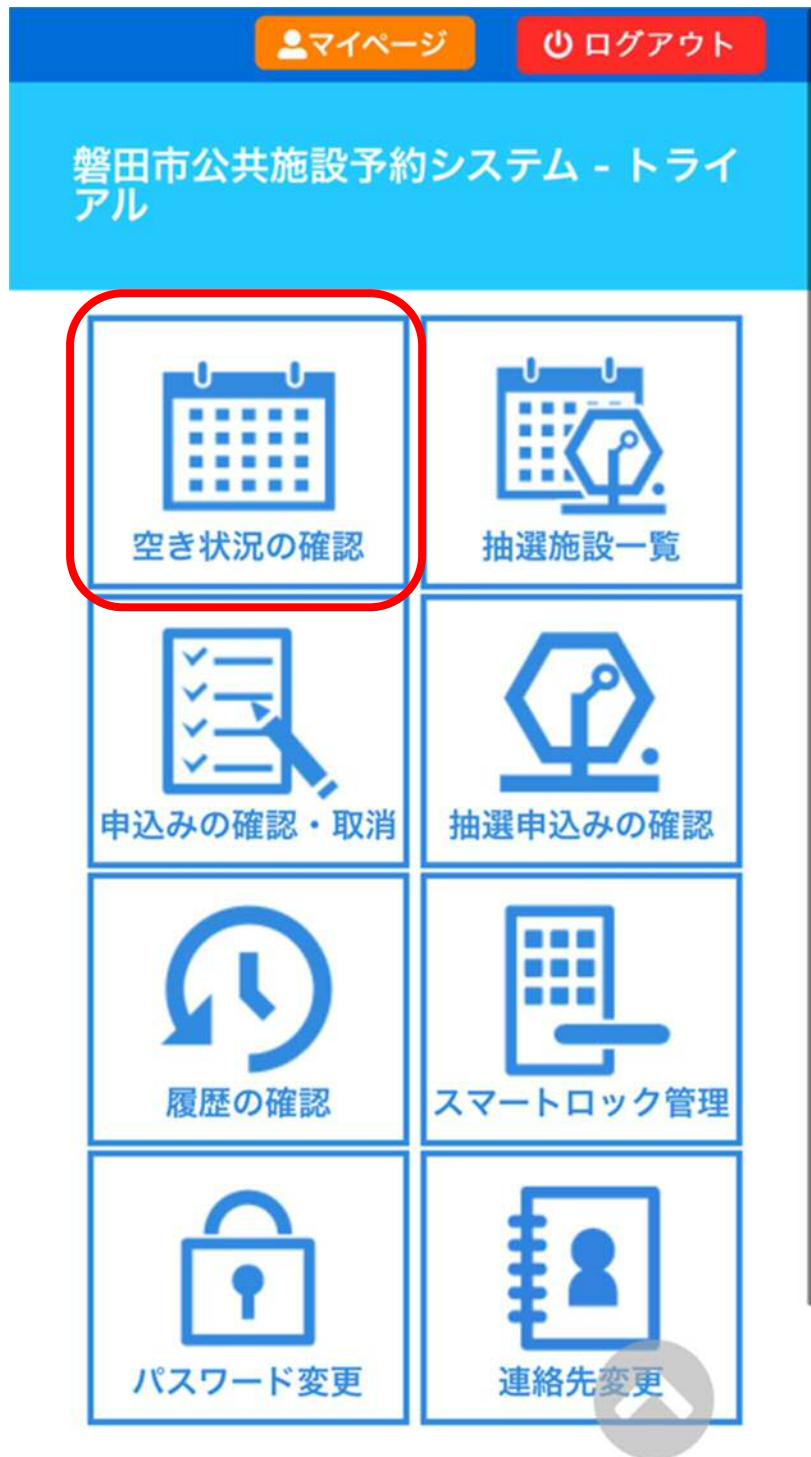 マイページ
ログアウト
磐田市公共施設予約システム - トライ
アル
空き状況の確認
抽選施設一覧
申込みの確認・取消
抽選申込みの確認
履歴の確認
スマートロック管理
パスワード変更
連絡先変更